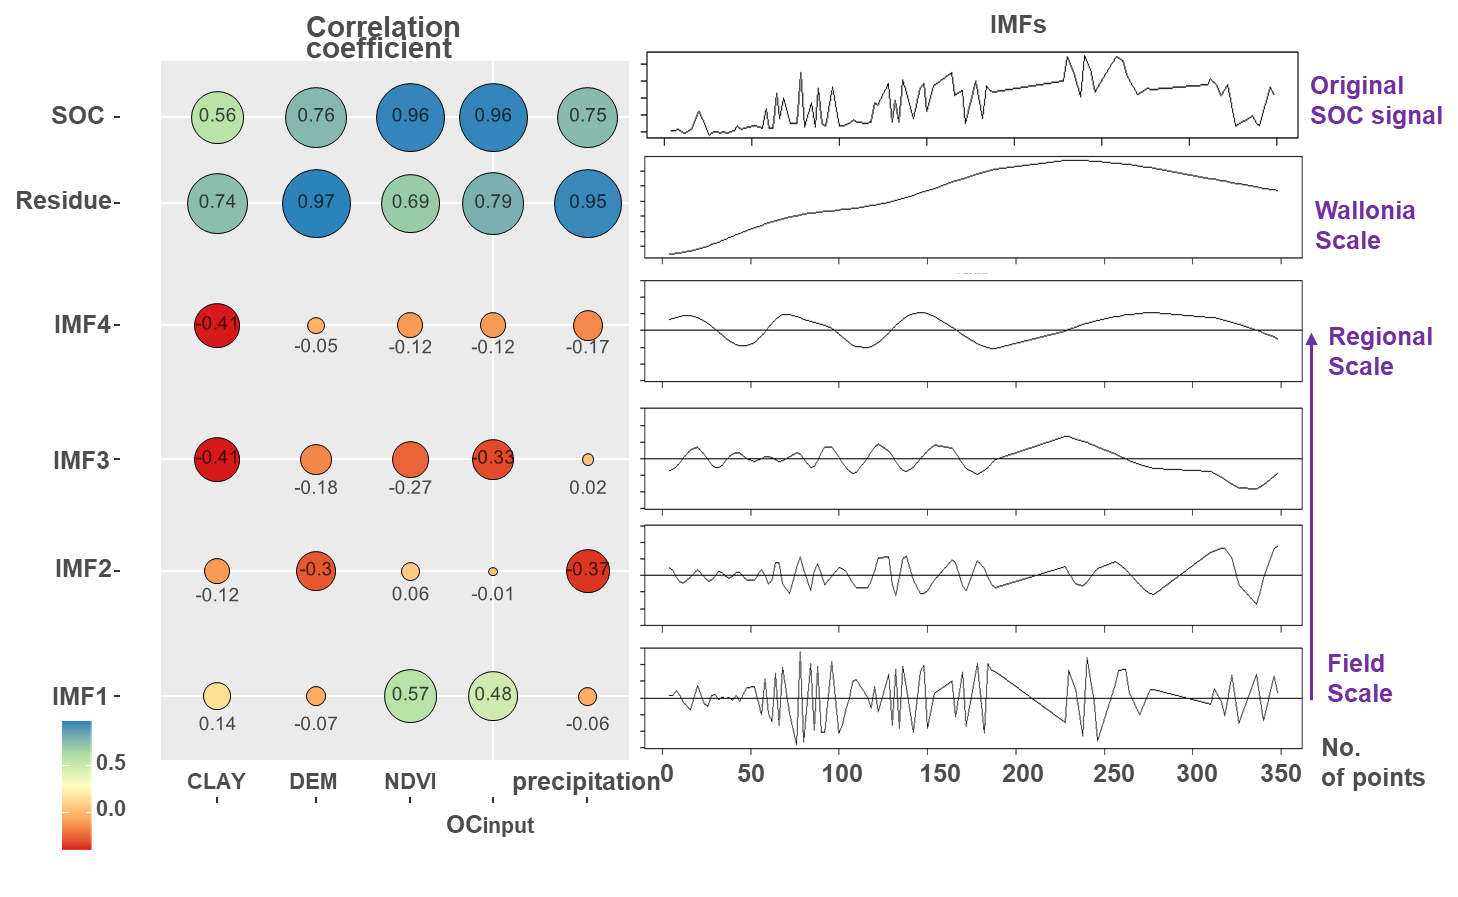 Correlation
coefficient
IMFs
SOC
0.56 0.76 0.96 0.96 0.75
Original
SOC signal
Residue
0.74 0.97 0.69 0.79 0.95
Wallonia
Scale
IMF4
-0.41 -0.05 -0.12 -0.12 -0.17
Regional
Scale
IMF3
-0.41 -0.18 -0.27 -0.33 0.02
IMF2
-0.12 -0.3 0.06 -0.01 -0.37
IMF1
0.14 -0.07 0.57 0.48 -0.06
Field
Scale
0.5
0.0
CLAY DEM NDVI precipitation
OCinput
0 50 100 150 200 250 300 350
No.
of points